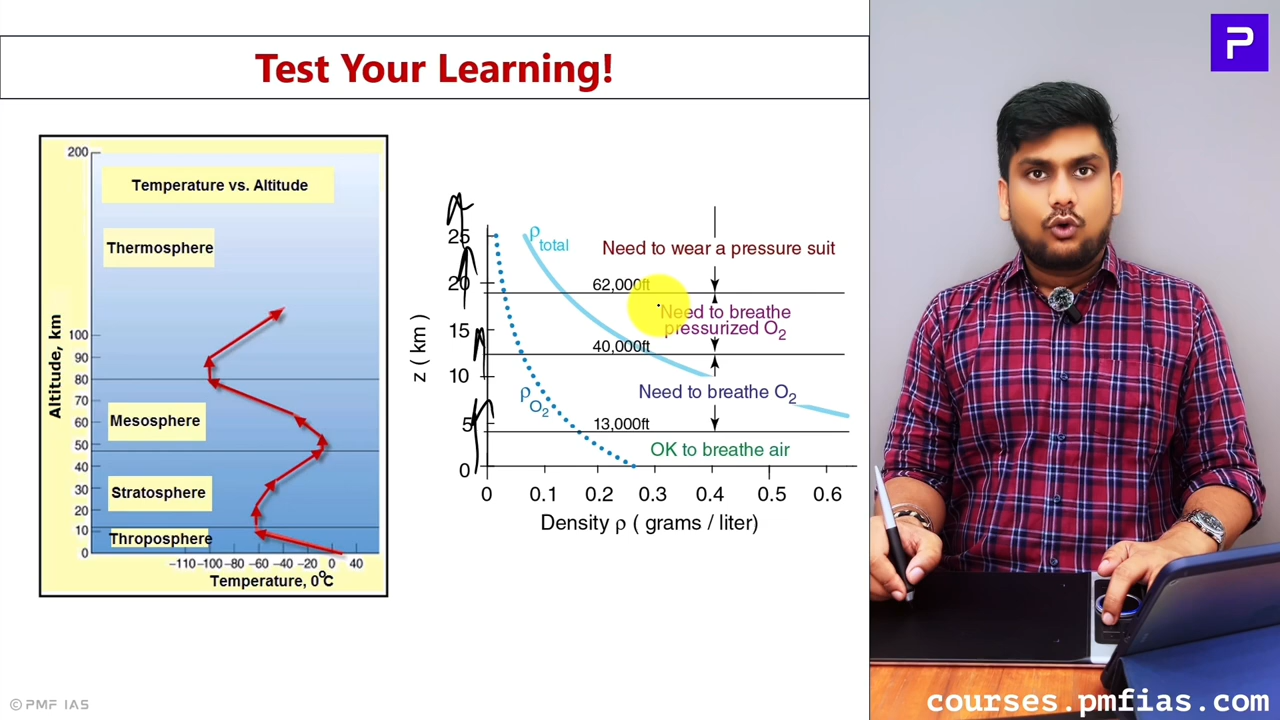 Test Your Learning!
P
200
Temperature vs. Altitude
Thermosphere
100
90
80
70
60
50
40
30
20
10
0
Altitude, km
Mesosphere
Stratosphere
Throposphere
-110 -100 -80 -60 -40 -20 0 40
Temperature, 0°C
25
20
15
10
5
0
z ( km )
ρ total
ρ O2
Need to wear a pressure suit
62,000ft
Need to breathe
pressurized O2
40,000ft
Need to breathe O2
13,000ft
OK to breathe air
0 0.1 0.2 0.3 0.4 0.5 0.6
Density ρ ( grams / liter)
© PMF IAS
courses.pmfias.com